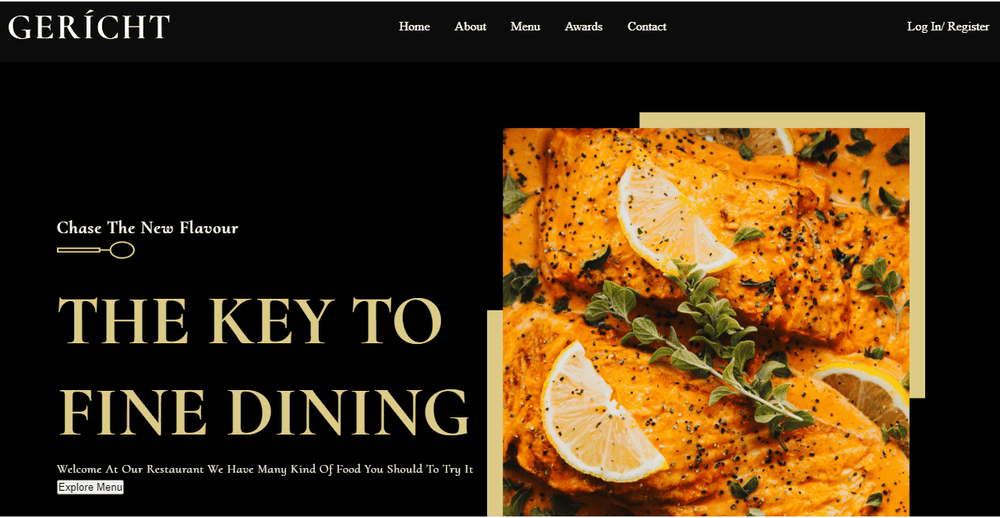 GERÍCHT
Home About Menu Awards Contact Log In/ Register
Chase The New Flavour
THE KEY TO
FINE DINING
Welcome At Our Restaurant We Have Many Kind Of Food You Should To Try It
Explore Menu